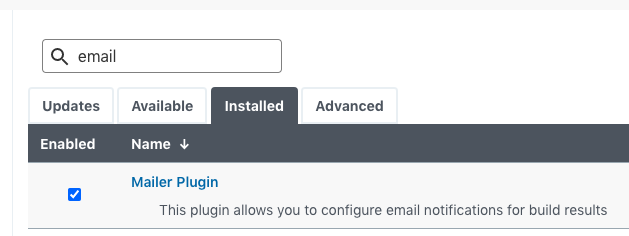 email
Updates Available Installed Advanced
Enabled Name ↓
Mailer Plugin
This plugin allows you to configure email notifications for build results